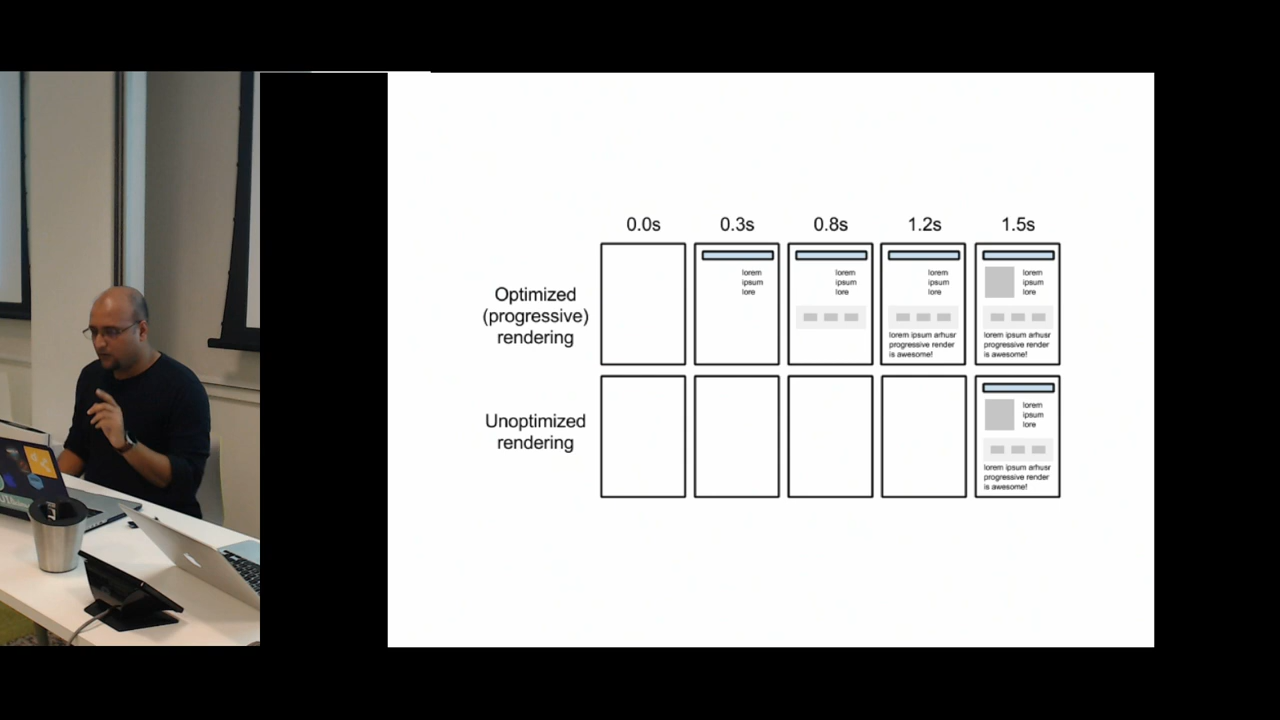 0.0s 0.3s 0.8s 1.2s 1.5s
Optimized
(progressive)
rendering
lorem
ipsum
lore
lorem
ipsum
lore
lorem
ipsum
lore
lorem ipsum arhusr
progressive render
is awesome!
lorem
ipsum
lore
lorem ipsum arhusr
progressive render
is awesome!
Unoptimized
rendering
lorem
ipsum
lore
lorem ipsum arhusr
progressive render
is awesome!